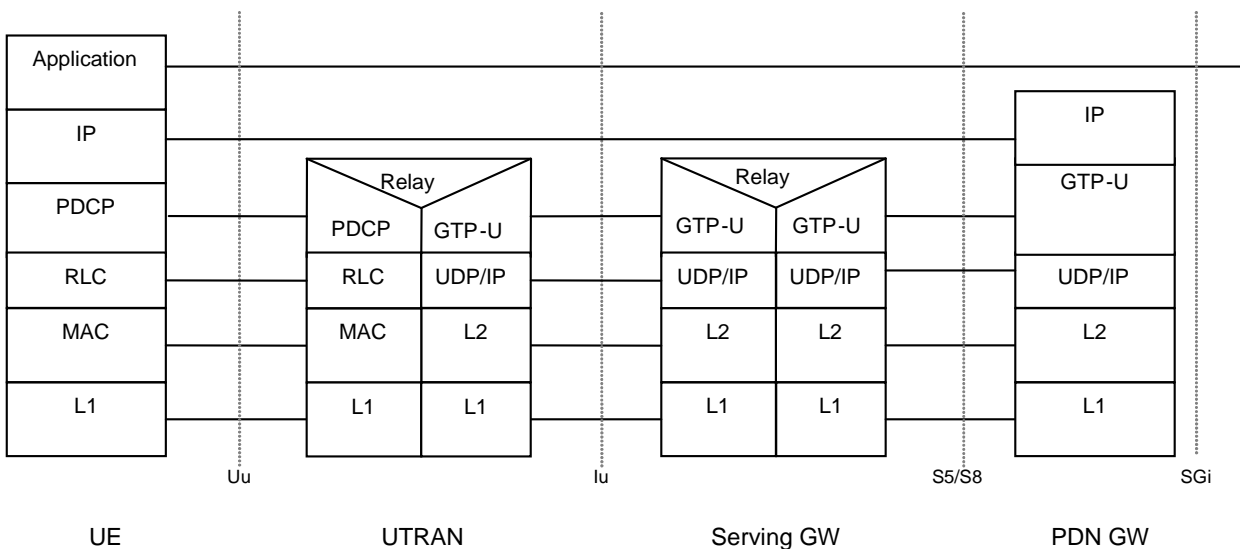 Application
IP
IP
Relay
Relay
PDCP
GTP-U
PDCP
GTP-U
GTP-U
GTP-U
RLC
RLC
UDP/IP
UDP/IP
UDP/IP
UDP/IP
MAC
MAC
L2
L2
L2
L2
L1
L1
L1
L1
L1
L1
Uu
Iu
S5/S8
SGi
UE
UTRAN
Serving GW
PDN GW